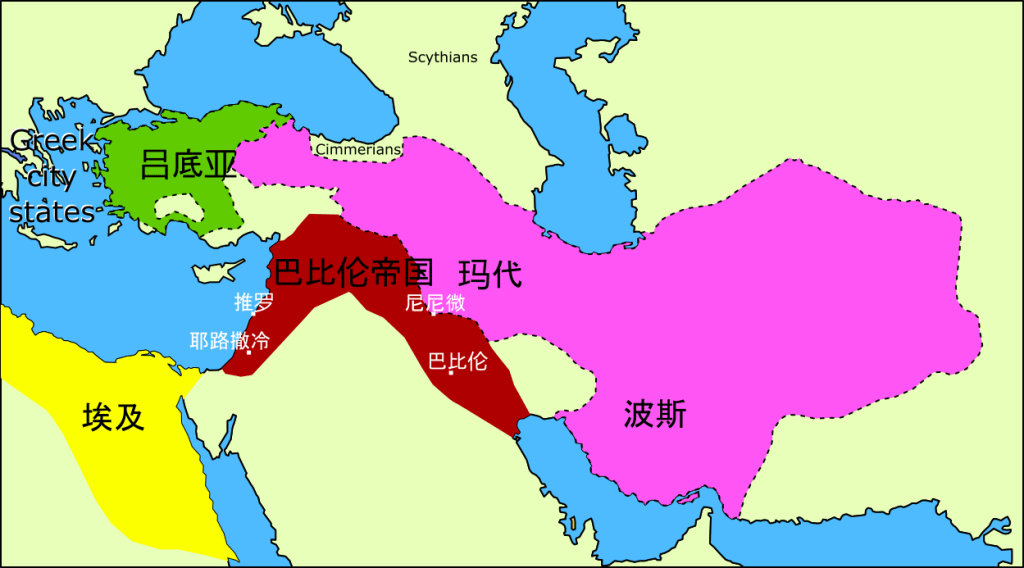 Scythians
Greek
city
states
吕底亚
Cimmerians
巴比伦帝国
玛代
推罗
尼尼微
耶路撒冷
巴比伦
埃及
波斯